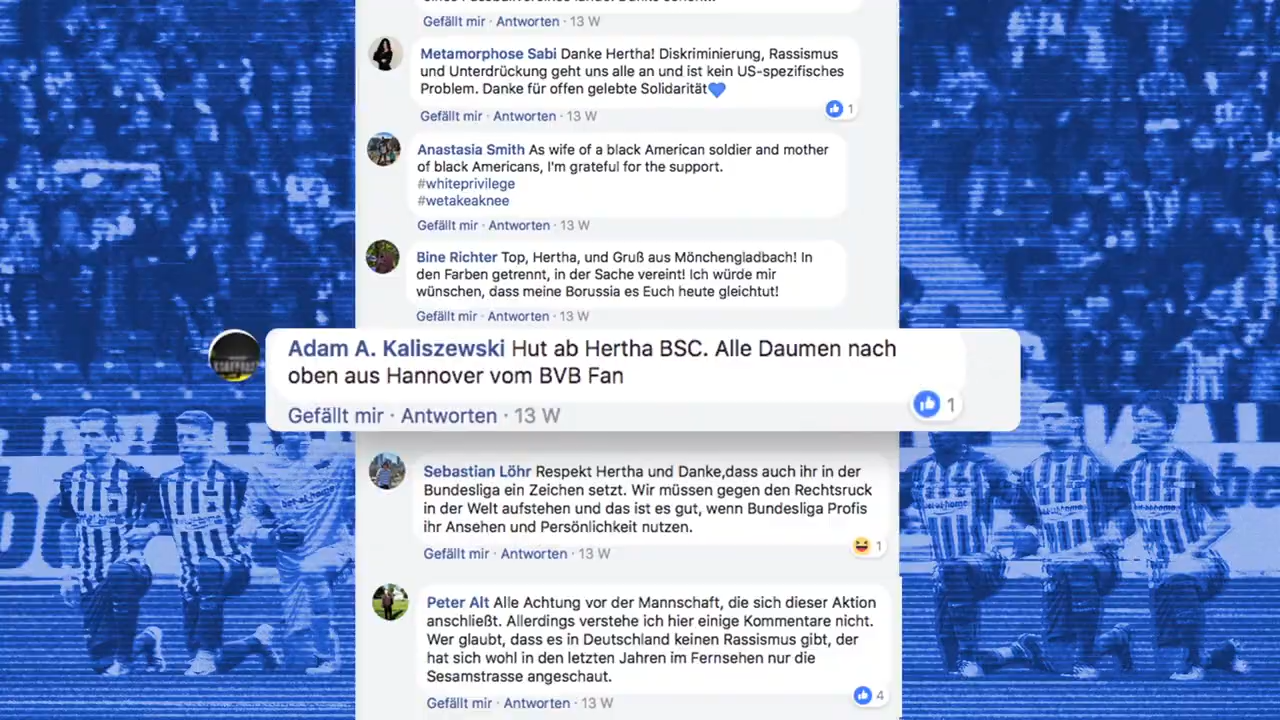 Gefällt mir · Antworten · 13 W
Metamorphose Sabi Danke Hertha! Diskriminierung, Rassismus
und Unterdrückung geht uns alle an und ist kein US-spezifisches
Problem. Danke für offen gelebte Solidarität💙
1
Gefällt mir · Antworten · 13 W
Anastasia Smith As wife of a black American soldier and mother
of black Americans, I'm grateful for the support.
#whiteprivilege
#wetakeaknee
Gefällt mir · Antworten · 13 W
Bine Richter Top, Hertha, und Gruß aus Mönchengladbach! In
den Farben getrennt, in der Sache vereint! Ich würde mir
wünschen, dass meine Borussia es Euch heute gleichtut!
Gefällt mir · Antworten · 13 W
Adam A. Kaliszewski Hut ab Hertha BSC. Alle Daumen nach
oben aus Hannover vom BVB Fan
1
Gefällt mir · Antworten · 13 W
Sebastian Löhr Respekt Hertha und Danke,dass auch ihr in der
Bundesliga ein Zeichen setzt. Wir müssen gegen den Rechtsruck
in der Welt aufstehen und das ist es gut, wenn Bundesliga Profis
ihr Ansehen und Persönlichkeit nutzen.
😆 1
Gefällt mir · Antworten · 13 W
Peter Alt Alle Achtung vor der Mannschaft, die sich dieser Aktion
anschließt. Allerdings verstehe ich hier einige Kommentare nicht.
Wer glaubt, dass es in Deutschland keinen Rassismus gibt, der
hat sich wohl in den letzten Jahren im Fernsehen nur die
Sesamstrasse angeschaut.
4
Gefällt mir · Antworten · 13 W